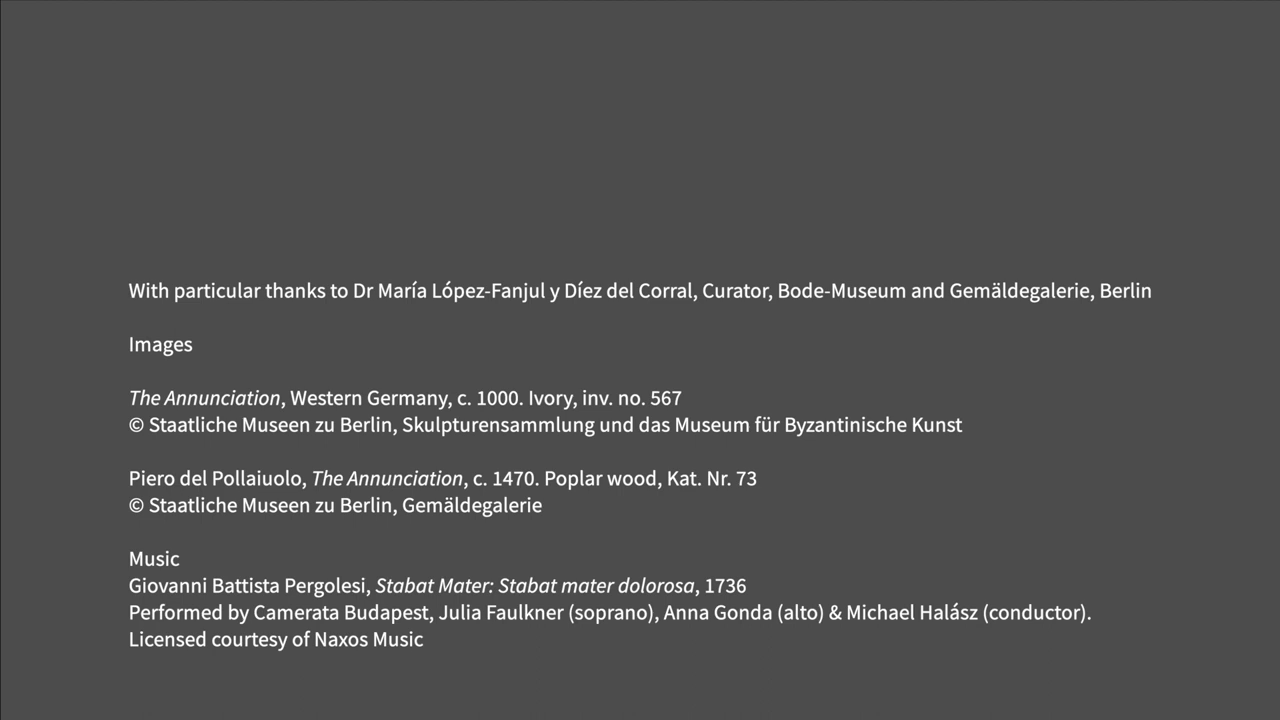 With particular thanks to Dr María López-Fanjul y Díez del Corral, Curator, Bode-Museum and Gemäldegalerie, Berlin
Images
The Annunciation, Western Germany, c. 1000. Ivory, inv. no. 567
© Staatliche Museen zu Berlin, Skulpturensammlung und das Museum für Byzantinische Kunst
Piero del Pollaiuolo, The Annunciation, c. 1470. Poplar wood, Kat. Nr. 73
© Staatliche Museen zu Berlin, Gemäldegalerie
Music
Giovanni Battista Pergolesi, Stabat Mater: Stabat mater dolorosa, 1736
Performed by Camerata Budapest, Julia Faulkner (soprano), Anna Gonda (alto) & Michael Halász (conductor).
Licensed courtesy of Naxos Music